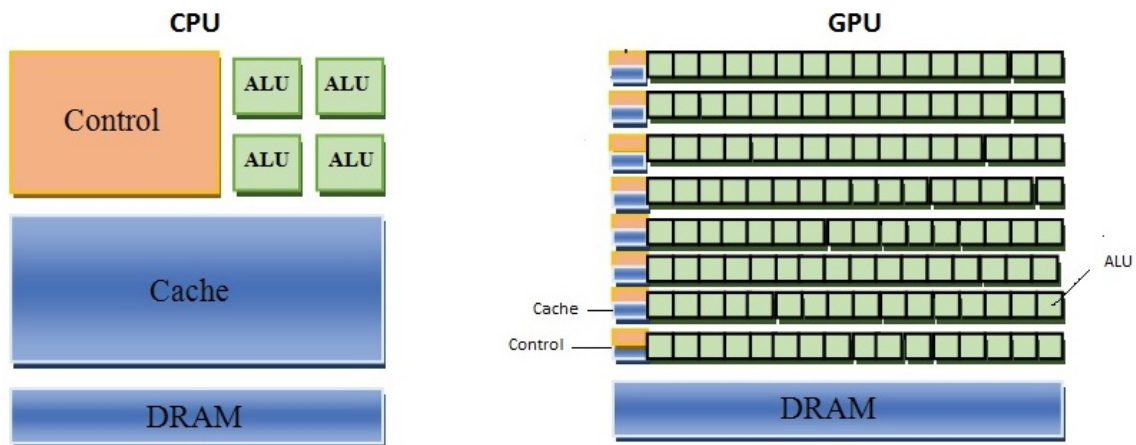 CPU
Control
ALU
ALU
ALU
ALU
Cache
DRAM
GPU
ALU
Cache
Control
DRAM